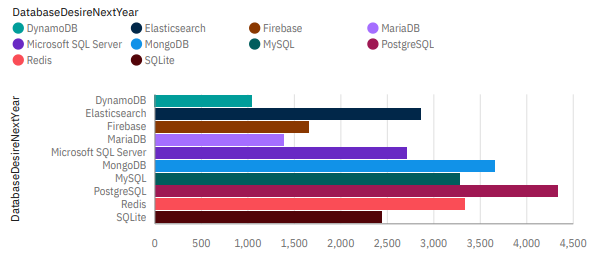 DatabaseDesireNextYear
DynamoDB Elasticsearch Firebase MariaDB
Microsoft SQL Server MongoDB MySQL PostgreSQL
Redis SQLite
DatabaseDesireNextYear
DynamoDB
Elasticsearch
Firebase
MariaDB
Microsoft SQL Server
MongoDB
MySQL
PostgreSQL
Redis
SQLite
0 500 1,000 1,500 2,000 2,500 3,000 3,500 4,000 4,500